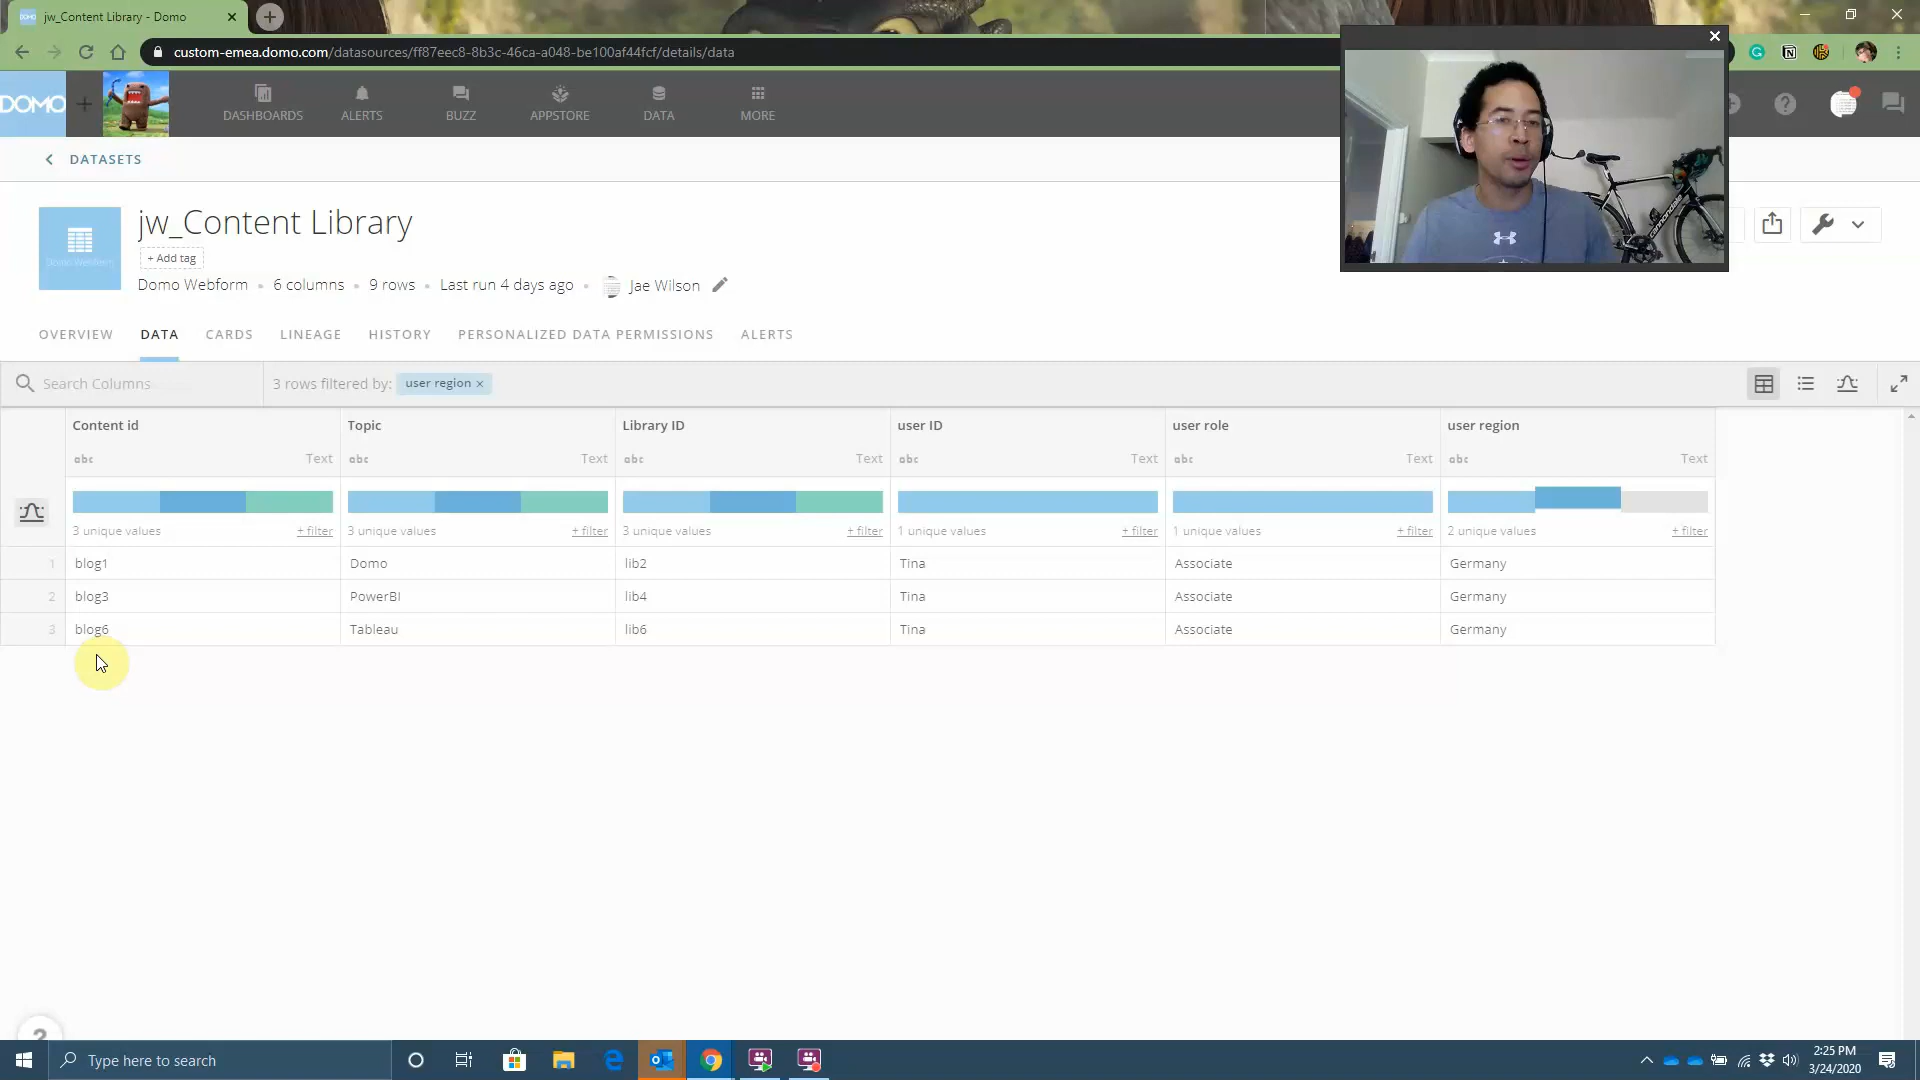 jw_Content Library - Domo
custom-emea.domo.com/datasources/ff87eec8-8b3c-46ca-a048-be100af44fcf/details/data
DOMO
DASHBOARDS
ALERTS
BUZZ
APPSTORE
DATA
MORE
DATASETS
jw_Content Library
+ Add tag
Domo Webform
Domo Webform • 6 columns • 9 rows • Last run 4 days ago • Jae Wilson
OVERVIEW DATA CARDS LINEAGE HISTORY PERSONALIZED DATA PERMISSIONS ALERTS
Search Columns
3 rows filtered by: user region ×
Content id Topic Library ID user ID user role user region
abc Text abc Text abc Text abc Text abc Text abc Text
3 unique values + filter 3 unique values + filter 3 unique values + filter 1 unique values + filter 1 unique values + filter 2 unique values + filter
1 blog1 Domo lib2 Tina Associate Germany
2 blog3 PowerBI lib4 Tina Associate Germany
3 blog6 Tableau lib6 Tina Associate Germany
Type here to search
2:25 PM
3/24/2020